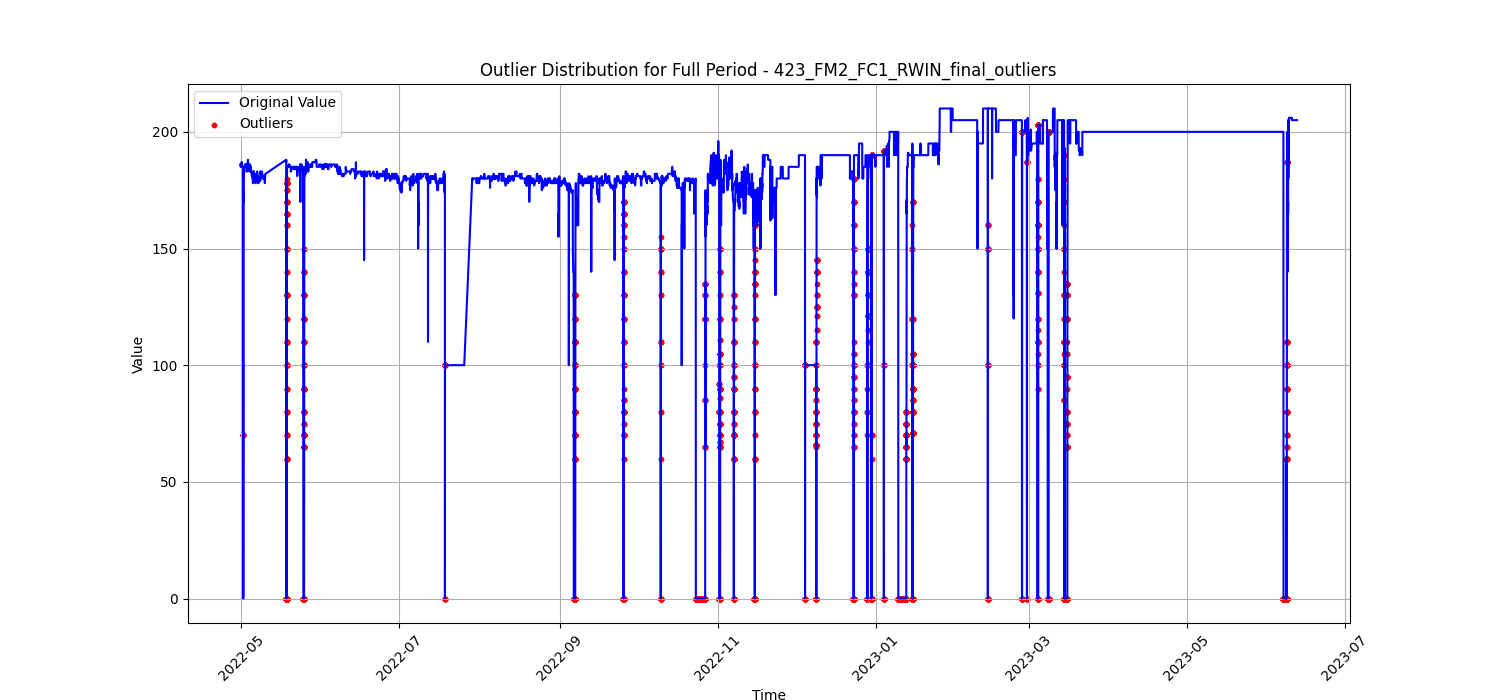 Outlier Distribution for Full Period - 423_FM2_FC1_RWIN_final_outliers
Original Value
Outliers
200
150
100
50
0
Value
2022-05
2022-07
2022-09
2022-11
2023-01
2023-03
2023-05
2023-07
Time